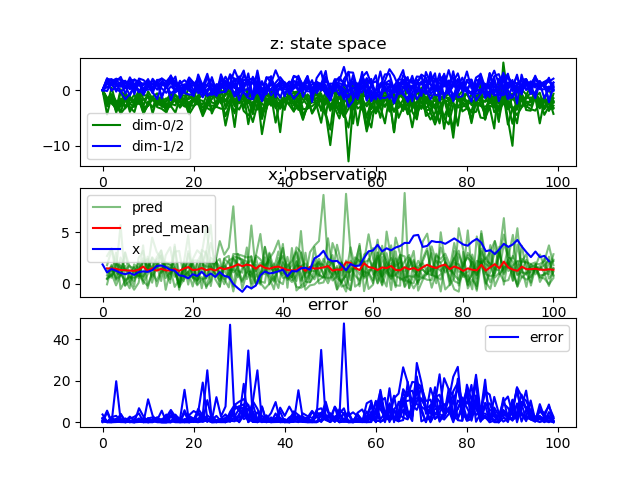 z: state space
0
−10
dim-0/2
dim-1/2
0 20 40 60 80 100
x: observation
5
0
pred
pred_mean
x
0 20 40 60 80 100
error
40
20
0
error
0 20 40 60 80 100